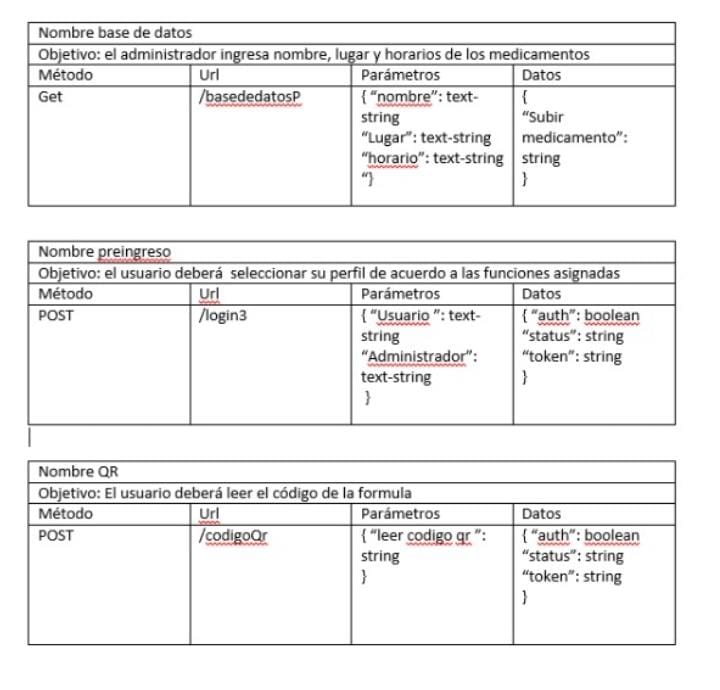 Nombre base de datos
Objetivo: el administrador ingresa nombre, lugar y horarios de los medicamentos
Método Url Parámetros Datos
Get /basededatosP { “nombre”: text- {
string “Subir
“Lugar”: text-string medicamento”:
“horario”: text-string string
“} }
Nombre preingreso
Objetivo: el usuario deberá seleccionar su perfil de acuerdo a las funciones asignadas
Método Url Parámetros Datos
POST /login3 { “Usuario ”: text- { “auth”: boolean
string “status”: string
“Administrador”: “token”: string
text-string }
}
Nombre QR
Objetivo: El usuario deberá leer el código de la formula
Método Url Parámetros Datos
POST /codigoQr { “leer codigo qr ”: { “auth”: boolean
string “status”: string
} “token”: string
}